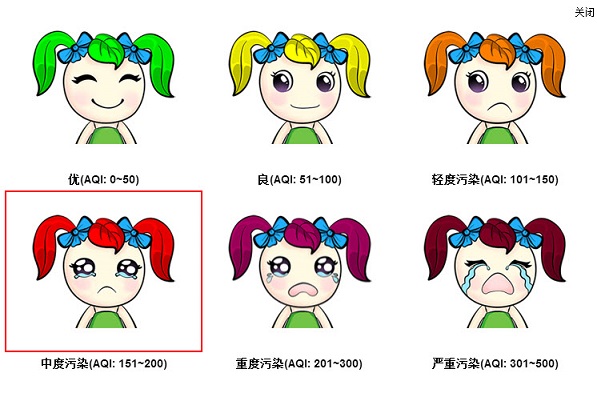 关闭
优(AQI: 0~50)
良(AQI: 51~100)
轻度污染(AQI: 101~150)
中度污染(AQI: 151~200)
重度污染(AQI: 201~300)
严重污染(AQI: 301~500)